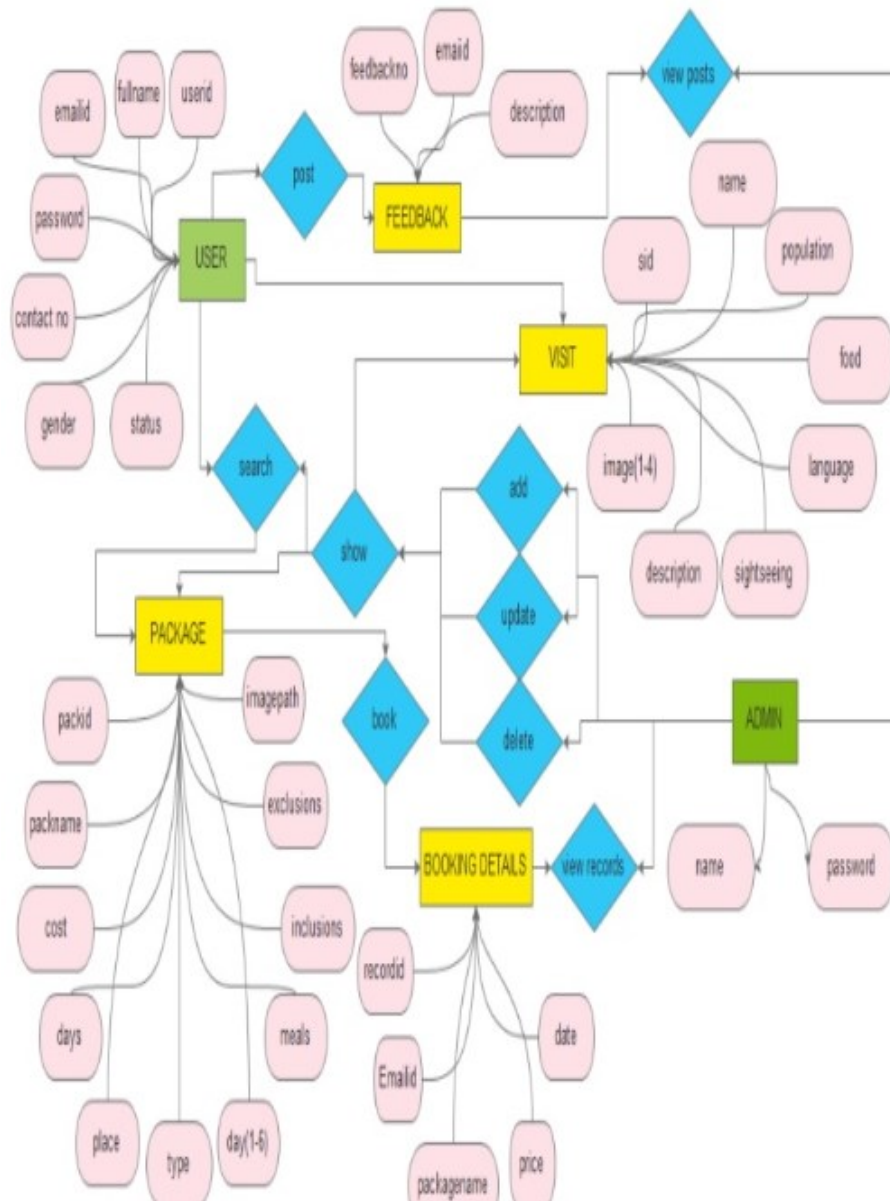 emaiid
feedbackno
view posts
fullname
userid
emailid
description
post
name
password
FEEDBACK
USER
sid
population
contact no
VISIT
food
gender
status
search
image(1-4)
language
add
show
description
sightseeing
update
PACKAGE
imagepath
packid
book
delete
ADMIN
exclusions
packname
BOOKING DETAILS
view records
name
password
cost
inclusions
recordid
days
meals
date
Emailid
place
type
day(1-6)
packagename
price